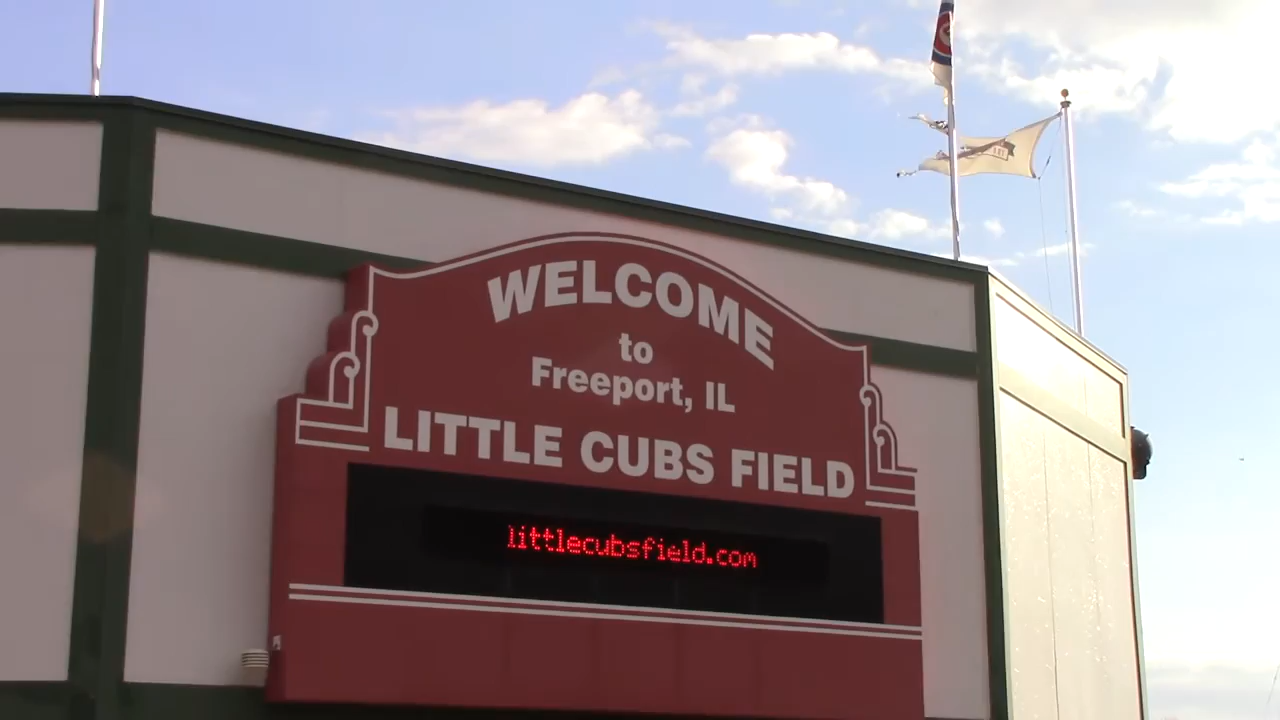 WELCOME
to
Freeport, IL
LITTLE CUBS FIELD
littlecubsfield.com